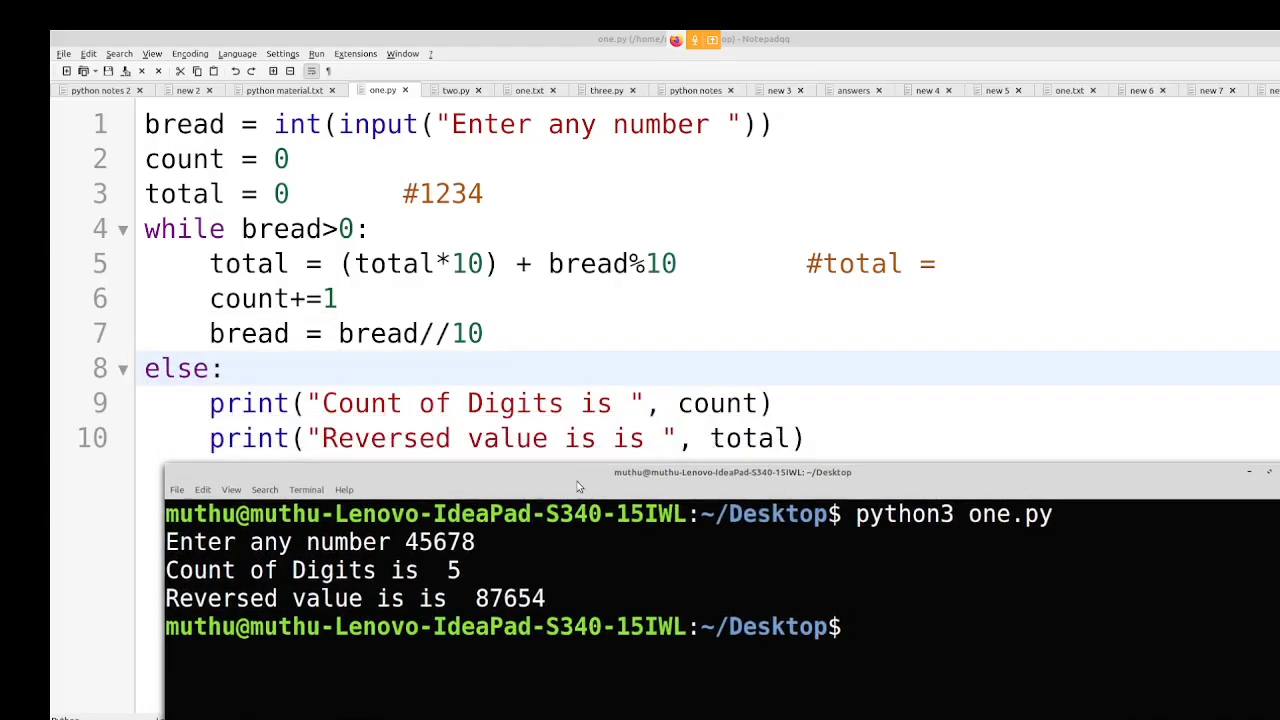 one.py (/home/ op) - Notepadqq
File Edit Search View Encoding Language Settings Run Extensions Window ?
python notes 2 new 2 python material.txt one.py two.py one.txt three.py python notes new 3 answers new 4 new 5 one.txt new 6 new 7 ne
1 bread = int(input("Enter any number "))
2 count = 0
3 total = 0 #1234
4 while bread>0:
5 total = (total*10) + bread%10 #total =
6 count+=1
7 bread = bread//10
8 else:
9 print("Count of Digits is ", count)
10 print("Reversed value is is ", total)
muthu@muthu-Lenovo-IdeaPad-S340-15IWL: ~/Desktop
File Edit View Search Terminal Help
muthu@muthu-Lenovo-IdeaPad-S340-15IWL:~/Desktop$ python3 one.py
Enter any number 45678
Count of Digits is  5
Reversed value is is  87654
muthu@muthu-Lenovo-IdeaPad-S340-15IWL:~/Desktop$